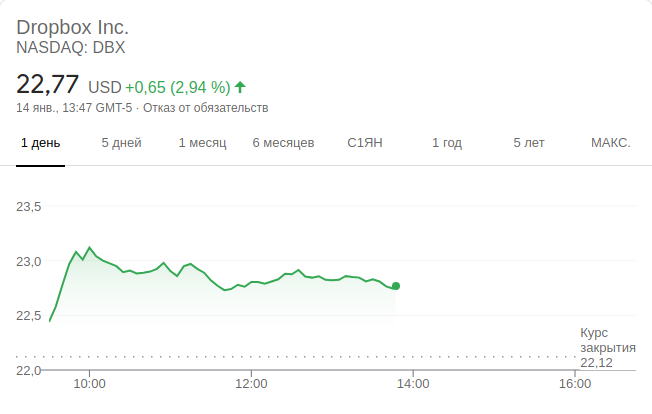 Dropbox Inc.
NASDAQ: DBX
22,77 USD +0,65 (2,94 %)
14 янв., 13:47 GMT-5 · Отказ от обязательств
1 день 5 дней 1 месяц 6 месяцев С1ЯН 1 год 5 лет МАКС.
23,5
23,0
22,5
Курс
закрытия
22,12
22,0
10:00 12:00 14:00 16:00